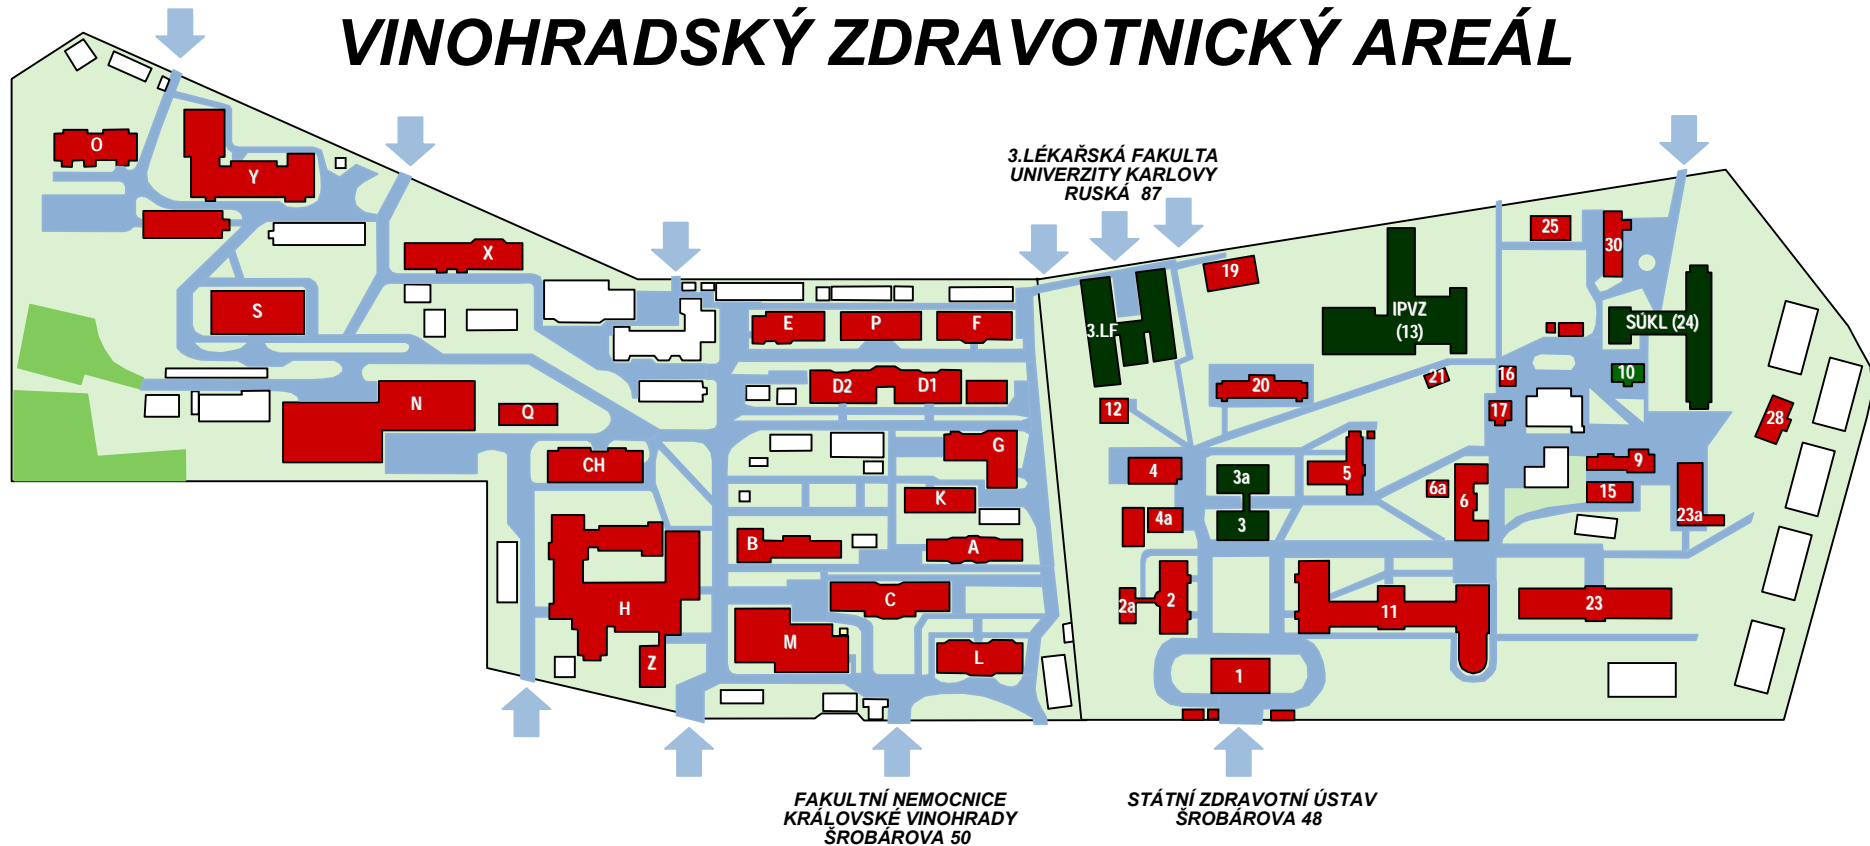 VINOHRADSKÝ ZDRAVOTNICKÝ AREÁL
3.LÉKAŘSKÁ FAKULTA
UNIVERZITY KARLOVY
RUSKÁ 87
O
Y
X
S
N
Q
CH
H
Z
E
P
F
D2
D1
G
K
B
A
C
M
L
3.LF
19
IPVZ
(13)
25
30
SÚKL (24)
12
20
21
16
17
10
28
4
3a
3
4a
5
6a
6
9
15
23a
2a
2
11
23
1
FAKULTNÍ NEMOCNICE
KRÁLOVSKÉ VINOHRADY
ŠROBÁROVA 50
STÁTNÍ ZDRAVOTNÍ ÚSTAV
ŠROBÁROVA 48